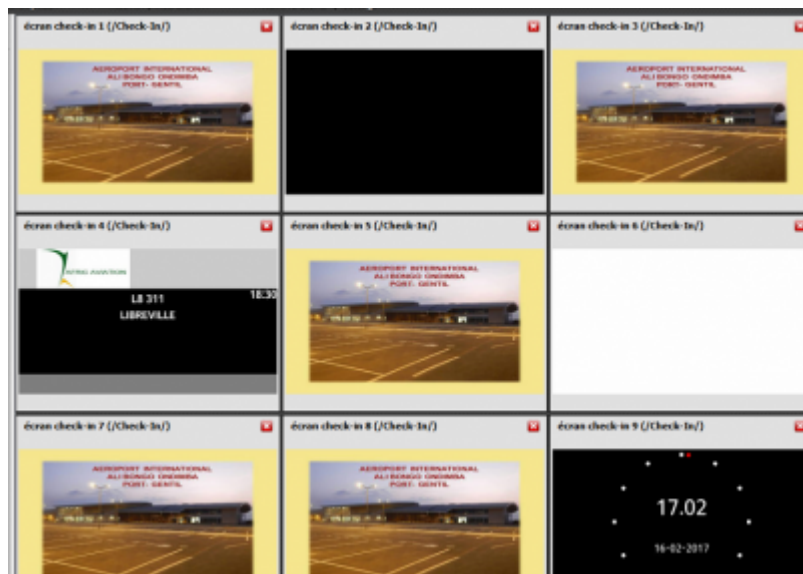 écran check-in 1 (/Check-In/)
écran check-in 2 (/Check-In/)
écran check-in 3 (/Check-In/)
AEROPORT INTERNATIONAL
ALI BONGO ONDIMBA
PORT- GENTIL
AEROPORT INTERNATIONAL
ALI BONGO ONDIMBA
PORT- GENTIL
écran check-in 4 (/Check-In/)
écran check-in 5 (/Check-In/)
écran check-in 6 (/Check-In/)
AVIATION
18:30
L8 311
LIBREVILLE
AEROPORT INTERNATIONAL
ALI BONGO ONDIMBA
PORT- GENTIL
écran check-in 7 (/Check-In/)
écran check-in 8 (/Check-In/)
écran check-in 9 (/Check-In/)
AEROPORT INTERNATIONAL
ALI BONGO ONDIMBA
PORT- GENTIL
AEROPORT INTERNATIONAL
ALI BONGO ONDIMBA
PORT- GENTIL
17.02
16-02-2017